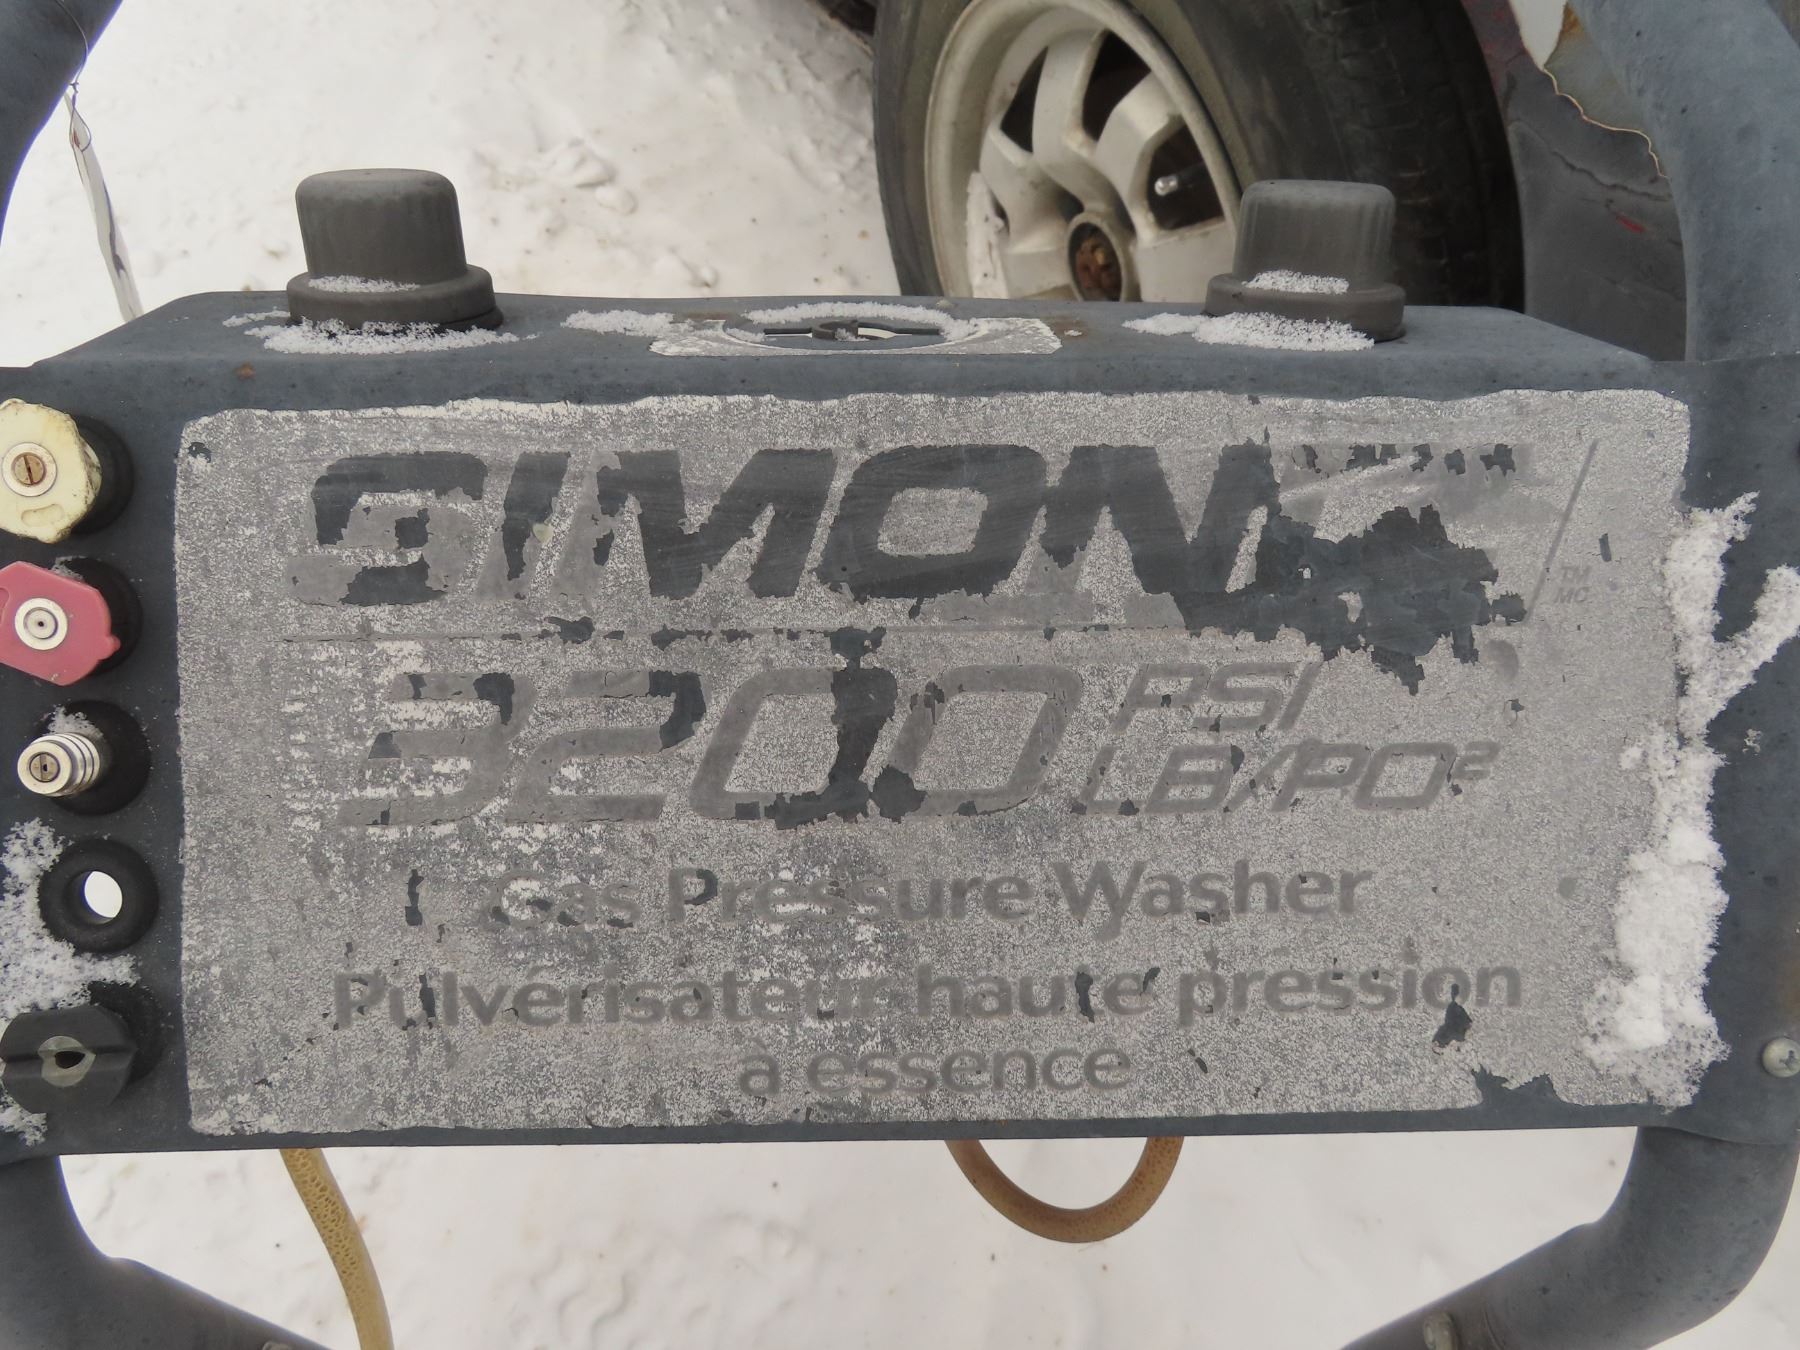 SIMONIZ
TM
MC
3200 PSI
LB/PO²
Gas Pressure Washer
Pulvérisateur haute pression
à essence